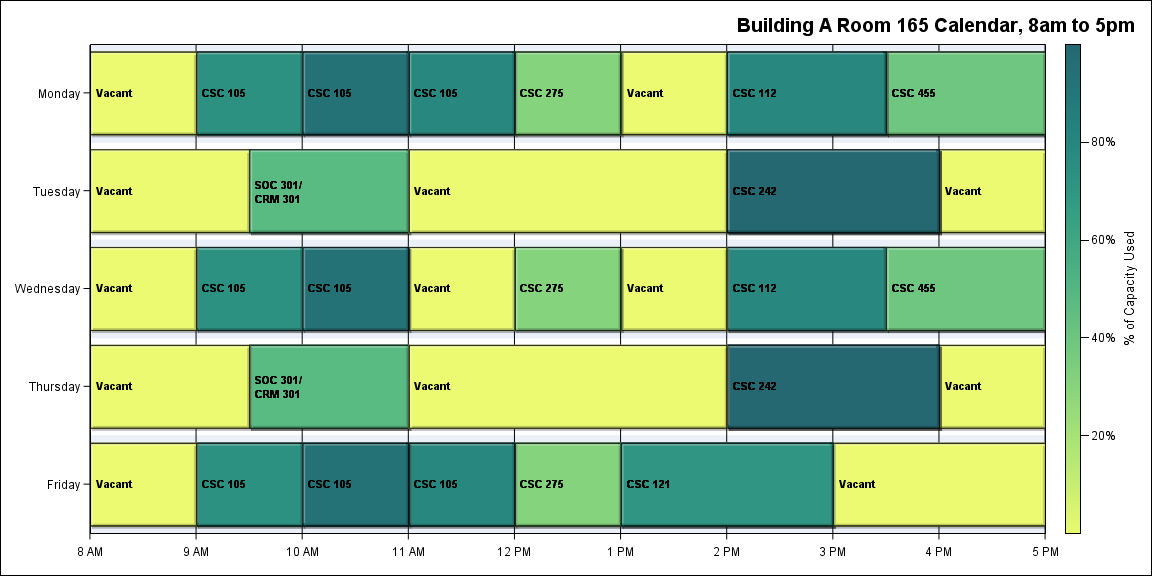 Building A Room 165 Calendar, 8am to 5pm
Monday
Vacant
CSC 105
CSC 105
CSC 105
CSC 275
Vacant
CSC 112
CSC 455
Tuesday
Vacant
SOC 301/
CRM 301
Vacant
CSC 242
Vacant
Wednesday
Vacant
CSC 105
CSC 105
Vacant
CSC 275
Vacant
CSC 112
CSC 455
Thursday
Vacant
SOC 301/
CRM 301
Vacant
CSC 242
Vacant
Friday
Vacant
CSC 105
CSC 105
CSC 105
CSC 275
CSC 121
Vacant
8 AM
9 AM
10 AM
11 AM
12 PM
1 PM
2 PM
3 PM
4 PM
5 PM
80%
60%
40%
20%
% of Capacity Used